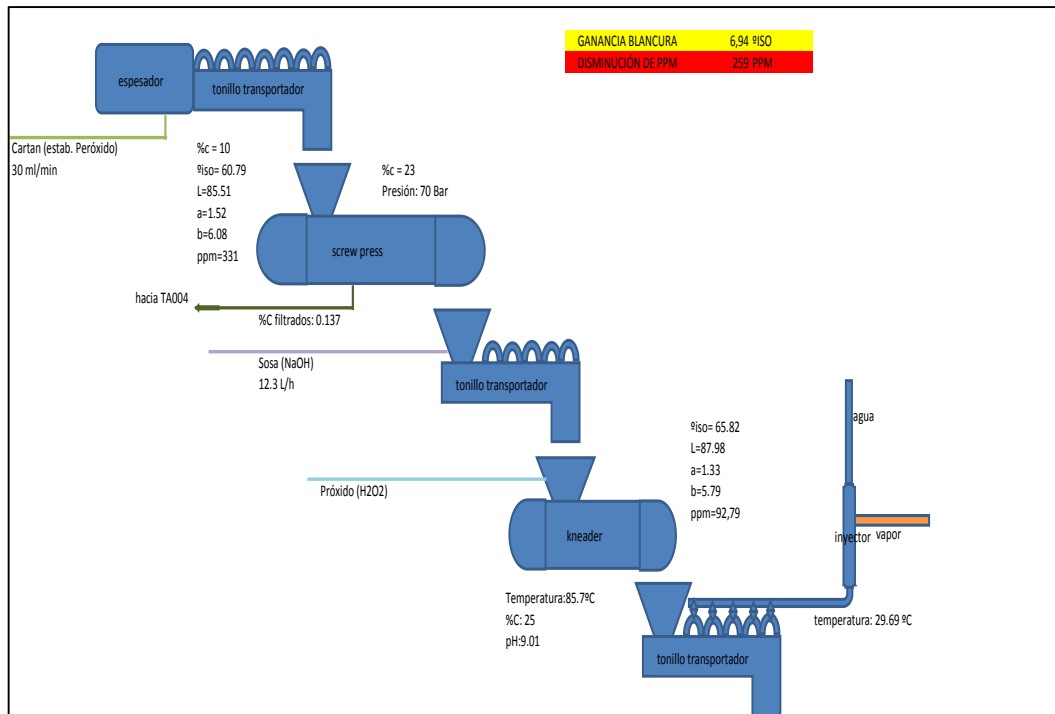 GANANCIA BLANCURA 6,94 ºISO
DISMINUCIÓN DE PPM 259 PPM
espesador
tonillo transportador
Cartan (estab. Peróxido)
30 ml/min
%c = 10
ºiso= 60.79
L=85.51
a=1.52
b=6.08
ppm=331
%c = 23
Presión: 70 Bar
screw press
hacia TA004
%C filtrados: 0.137
Sosa (NaOH)
12.3 L/h
tonillo transportador
Próxido (H2O2)
kneader
ºiso= 65.82
L=87.98
a=1.33
b=5.79
ppm=92,79
agua
inyector
vapor
Temperatura:85.7ºC
%C: 25
pH:9.01
temperatura: 29.69 ºC
tonillo transportador